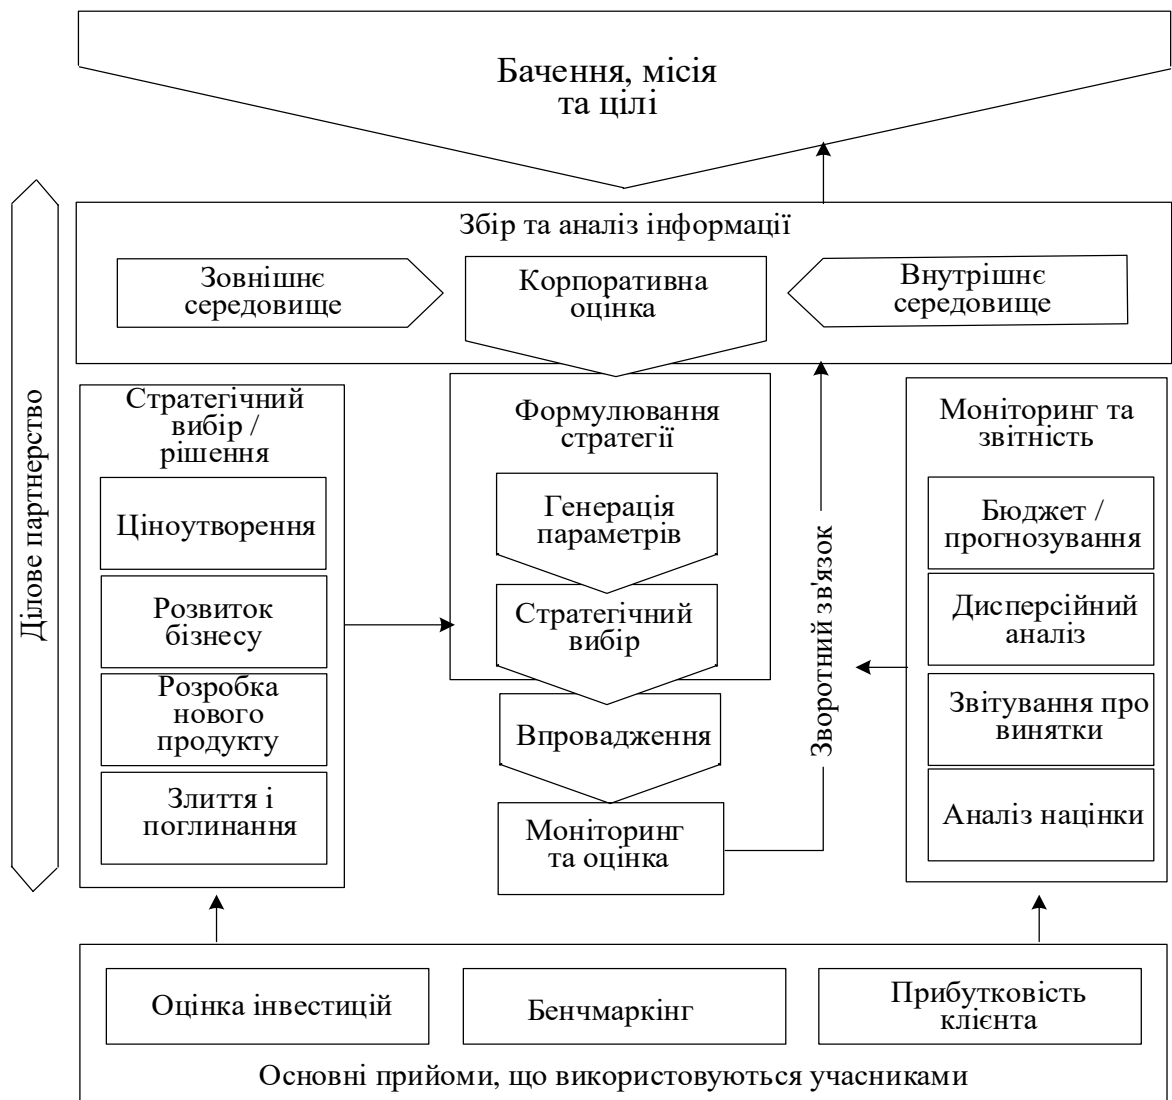 Бачення, місія
та цілі
Збір та аналіз інформації
Зовнішнє
середовище
Корпоративна
оцінка
Внутрішнє
середовище
Ділове партнерство
Стратегічний
вибір /
рішення
Ціноутворення
Розвиток
бізнесу
Розробка
нового
продукту
Злиття і
поглинання
Формулювання
стратегії
Генерація
параметрів
Стратегічний
вибір
Впровадження
Моніторинг
та оцінка
Зворотний зв'язок
Моніторинг та
звітність
Бюджет /
прогнозування
Дисперсійний
аналіз
Звітування про
винятки
Аналіз націнки
Оцінка інвестицій
Бенчмаркінг
Прибутковість
клієнта
Основні прийоми, що використовуються учасниками